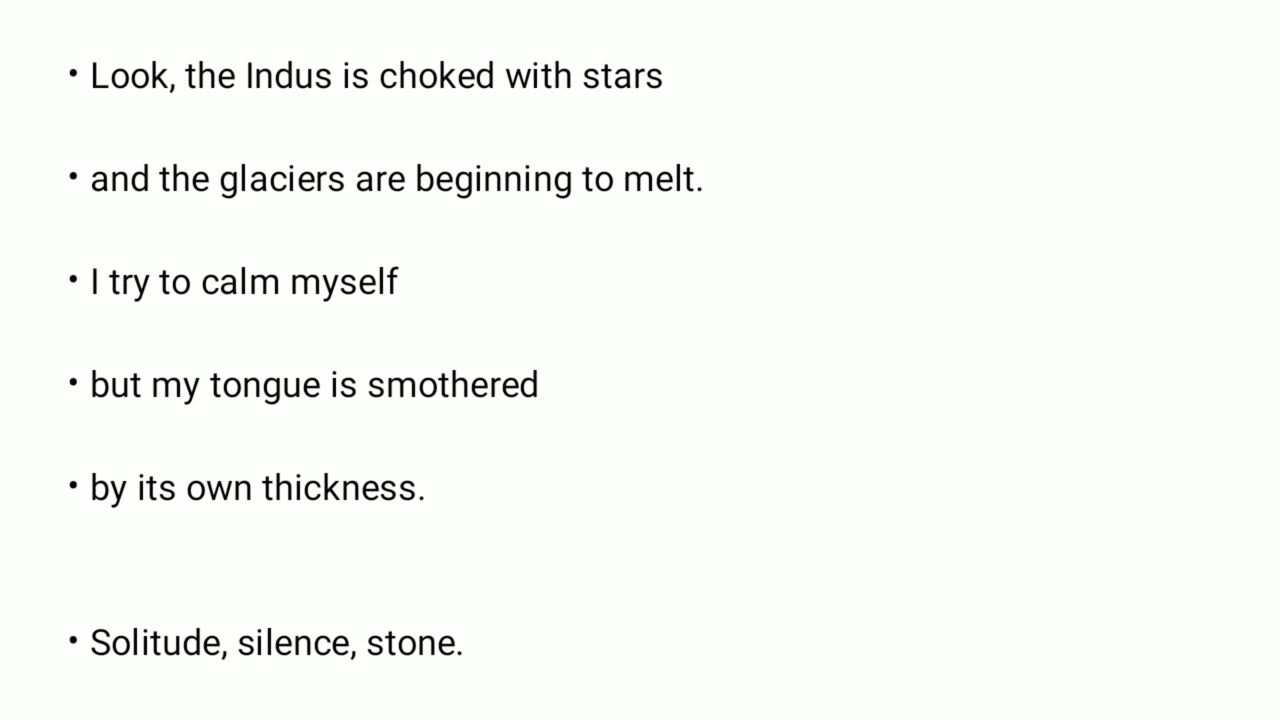 • Look, the Indus is choked with stars
• and the glaciers are beginning to melt.
• I try to calm myself
• but my tongue is smothered
• by its own thickness.
• Solitude, silence, stone.